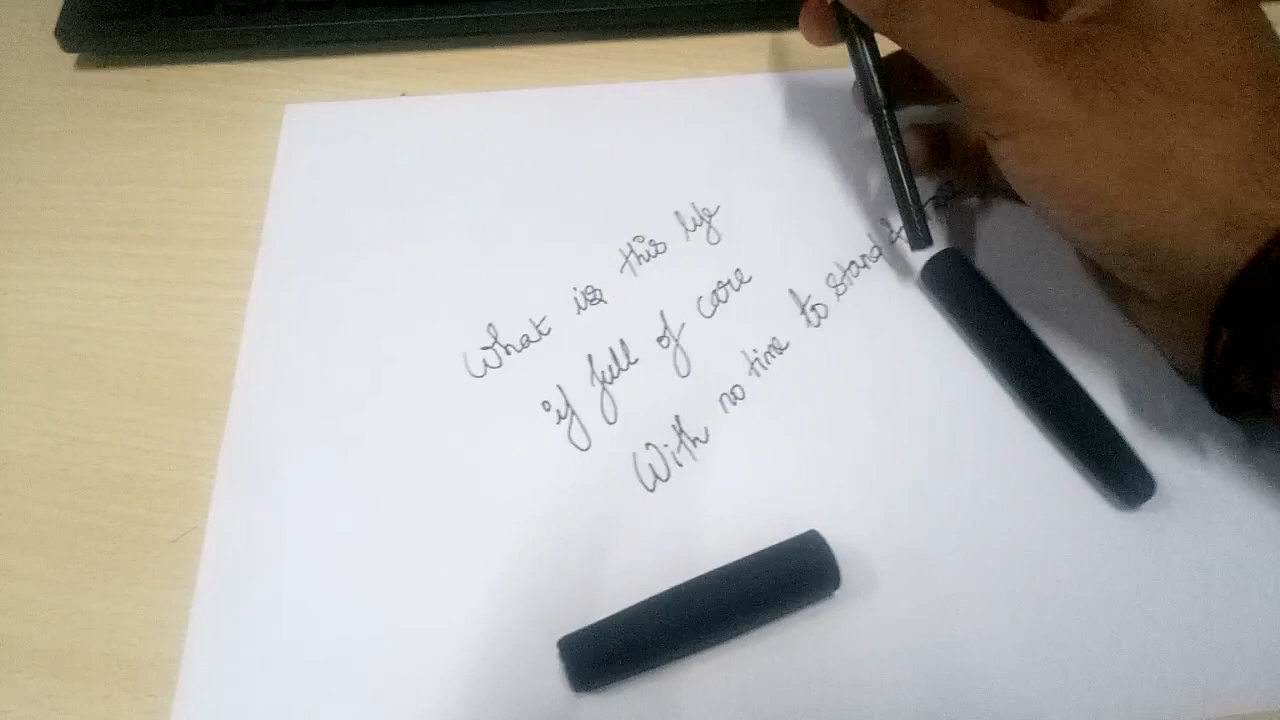 What is this life
if full of care
With no time to stand &